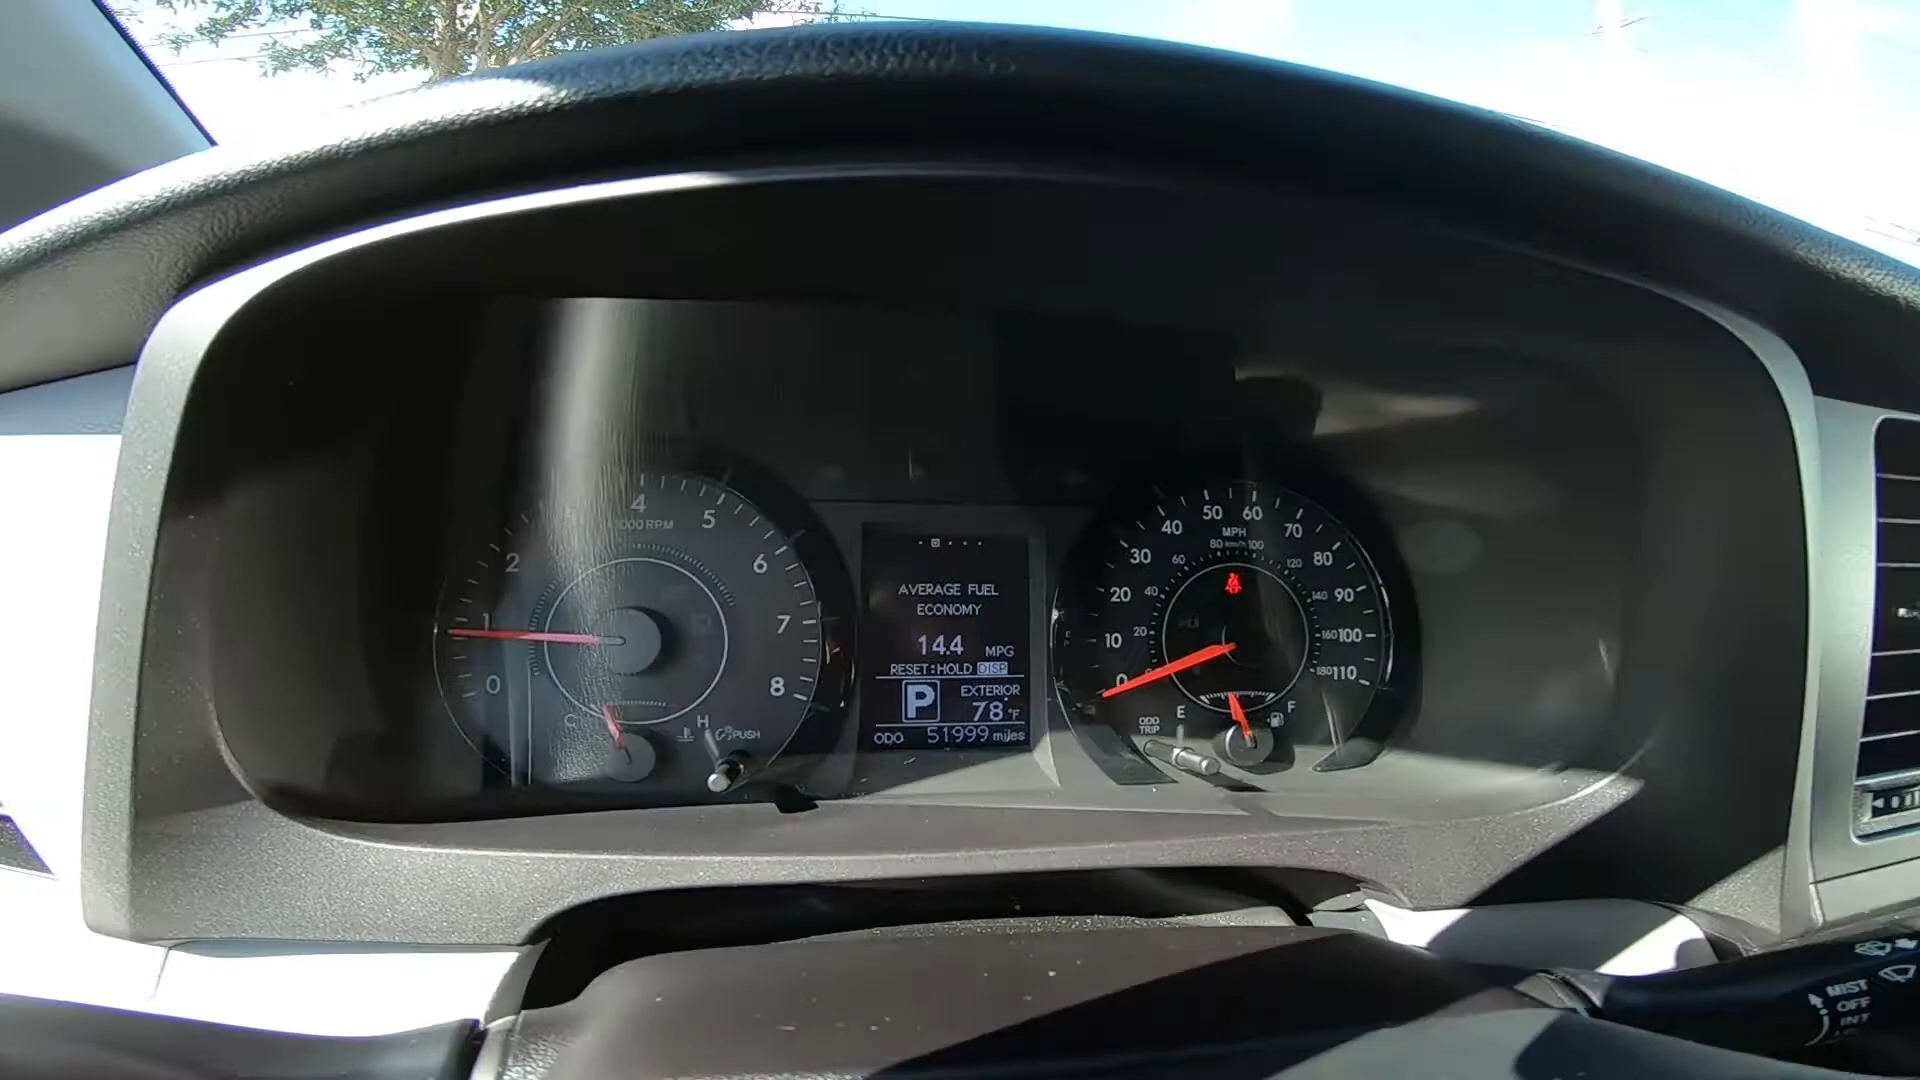 4
5
1000 RPM
2
6
1
7
0
8
C
H
PUSH
AVERAGE FUEL
ECONOMY
14.4 MPG
RESET:HOLD DISP
P
EXTERIOR
78°F
ODO 51999 miles
50 60
40 70
MPH
80 km/h 100
30 80
60 120
20 40 140 90
10 20 160 100
0 180 110
ODO
TRIP
E
F
MIST
OFF
INT